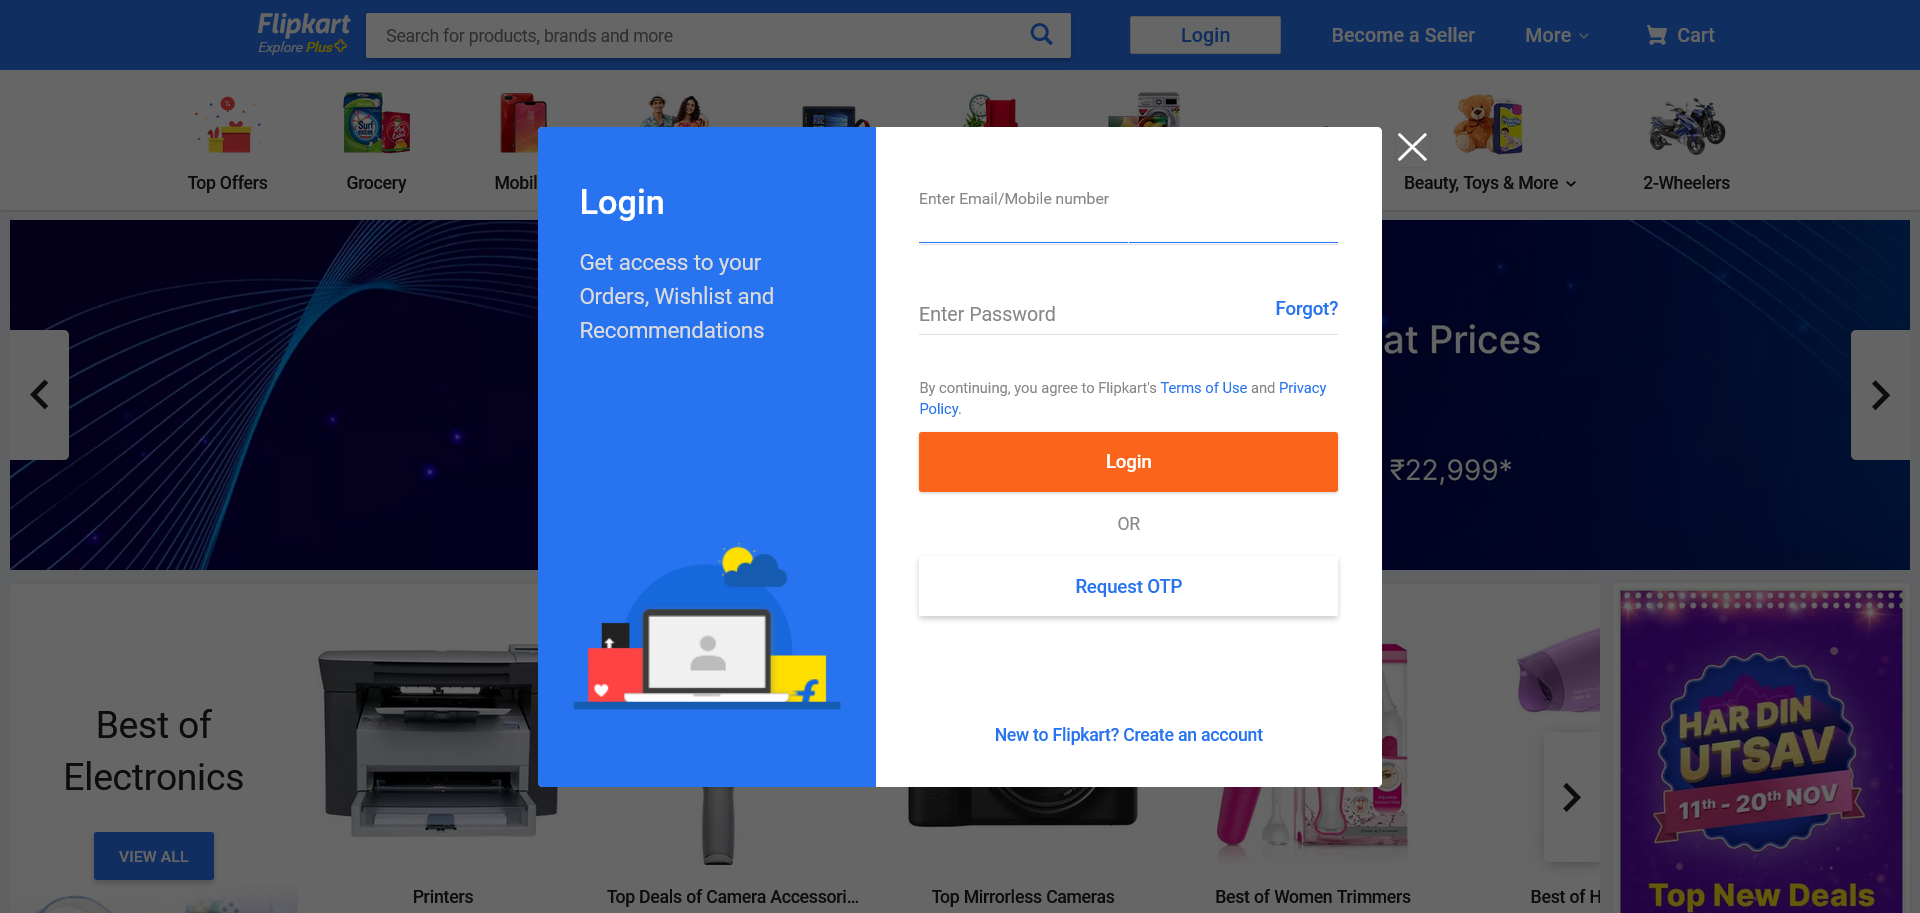 Flipkart
Explore Plus
Search for products, brands and more
Login
Become a Seller
More
Cart
Top Offers
Grocery
Mobil
Beauty, Toys & More
2-Wheelers
Login
Get access to your
Orders, Wishlist and
Recommendations
Enter Email/Mobile number
Enter Password
Forgot?
By continuing, you agree to Flipkart's Terms of Use and Privacy
Policy.
Login
OR
Request OTP
New to Flipkart? Create an account
at Prices
₹22,999*
Best of
Electronics
VIEW ALL
Printers
Top Deals of Camera Accessori...
Top Mirrorless Cameras
Best of Women Trimmers
Best of H
HAR DIN
UTSAV
11th - 20th NOV
Top New Deals